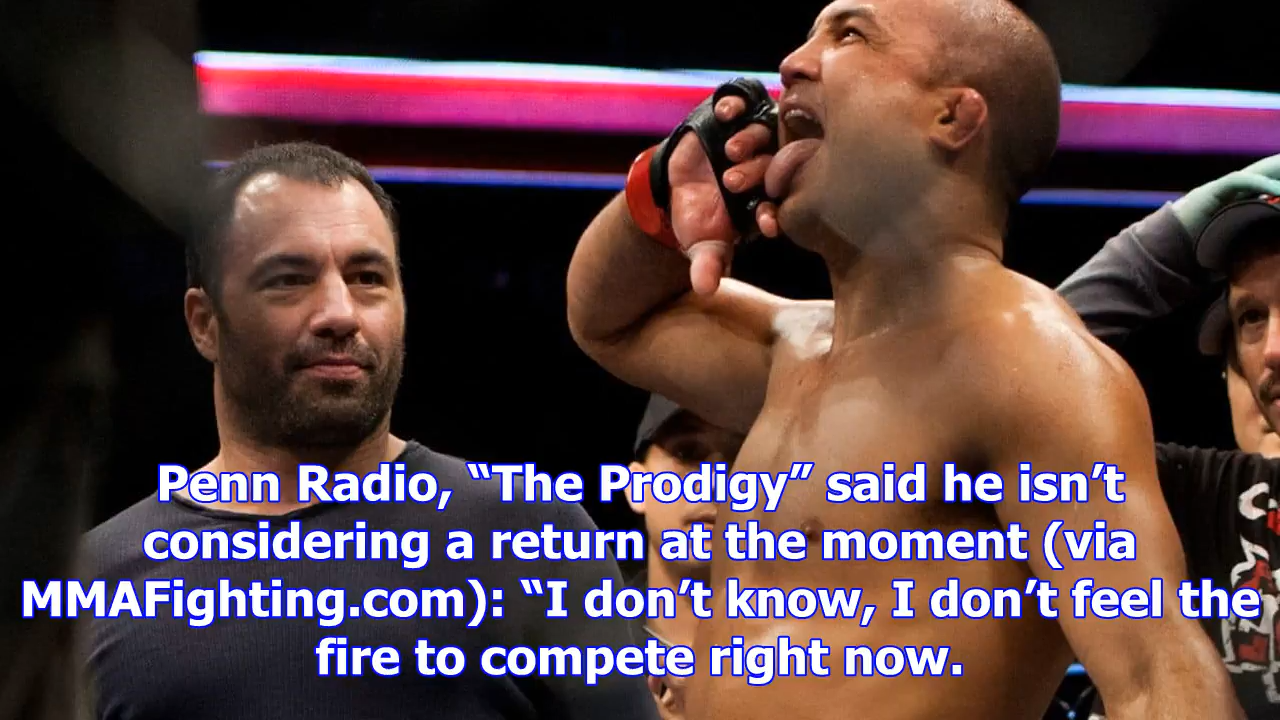 Penn Radio, “The Prodigy” said he isn’t
considering a return at the moment (via
MMAFighting.com): “I don’t know, I don’t feel the
fire to compete right now.